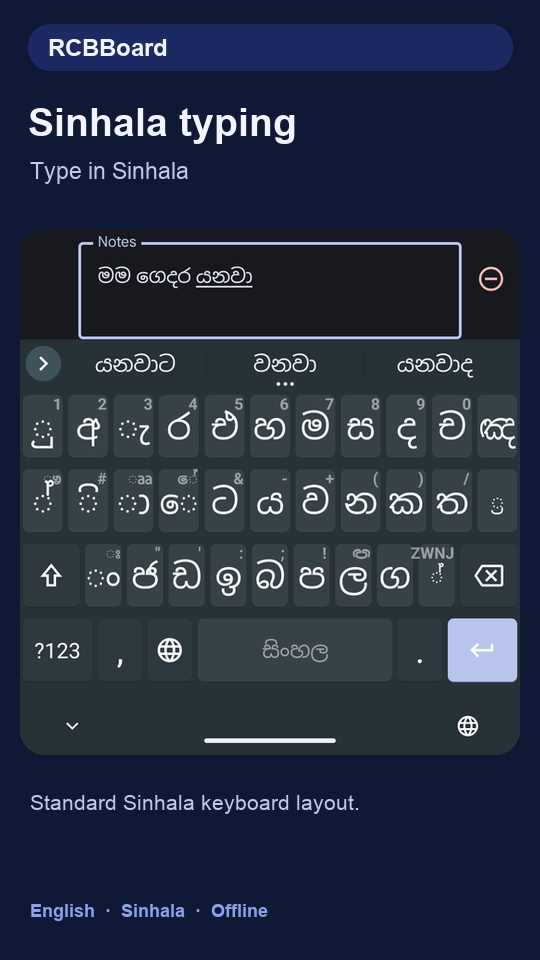 RCBBoard
Sinhala typing
Type in Sinhala
Notes
මම ගෙදර යනවා
යනවාට වනවා යනවාද
1 2 3 4 5 6 7 8 9 0
ු අ ැ ර එ හ ම ස ද ච ඤ
# & - + ( ) /
ි ා ෙ ට ය ව න ක ත
ඃ " ' : ; ! ZWNJ
ං ජ ඩ ඉ බ ප ල ග
?123 , සිංහල .
Standard Sinhala keyboard layout.
English · Sinhala · Offline